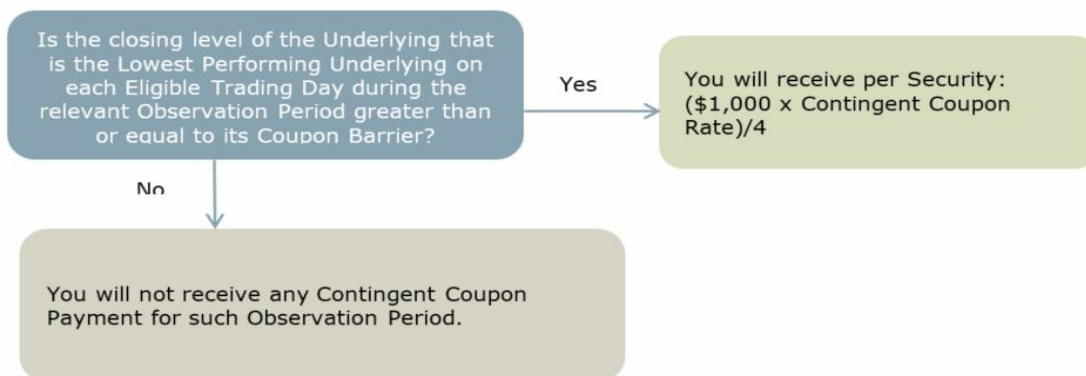 Is the closing level of the Underlying that
is the Lowest Performing Underlying on
each Eligible Trading Day during the
relevant Observation Period greater than
or equal to its Coupon Barrier?
Yes
You will receive per Security:
($1,000 x Contingent Coupon
Rate)/4
No
You will not receive any Contingent Coupon
Payment for such Observation Period.